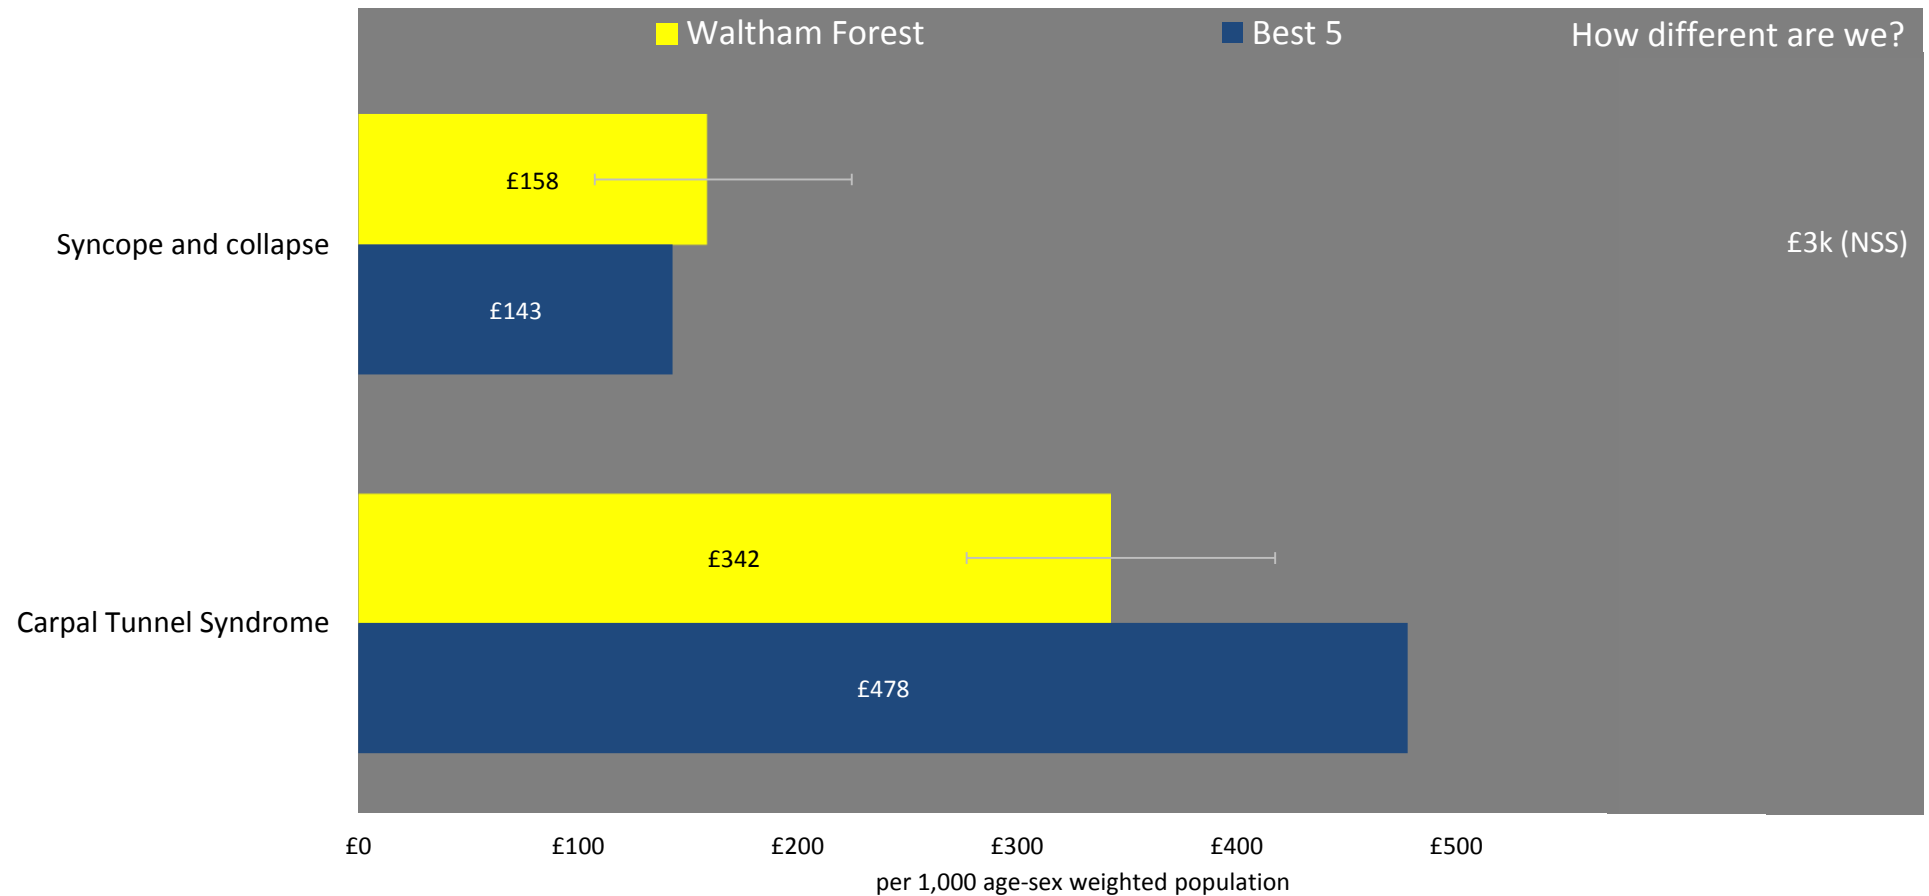 Waltham Forest
Best 5
How different are we?
Syncope and collapse
£158
£143
£3k (NSS)
Carpal Tunnel Syndrome
£342
£478
£0
£100
£200
£300
£400
£500
per 1,000 age-sex weighted population